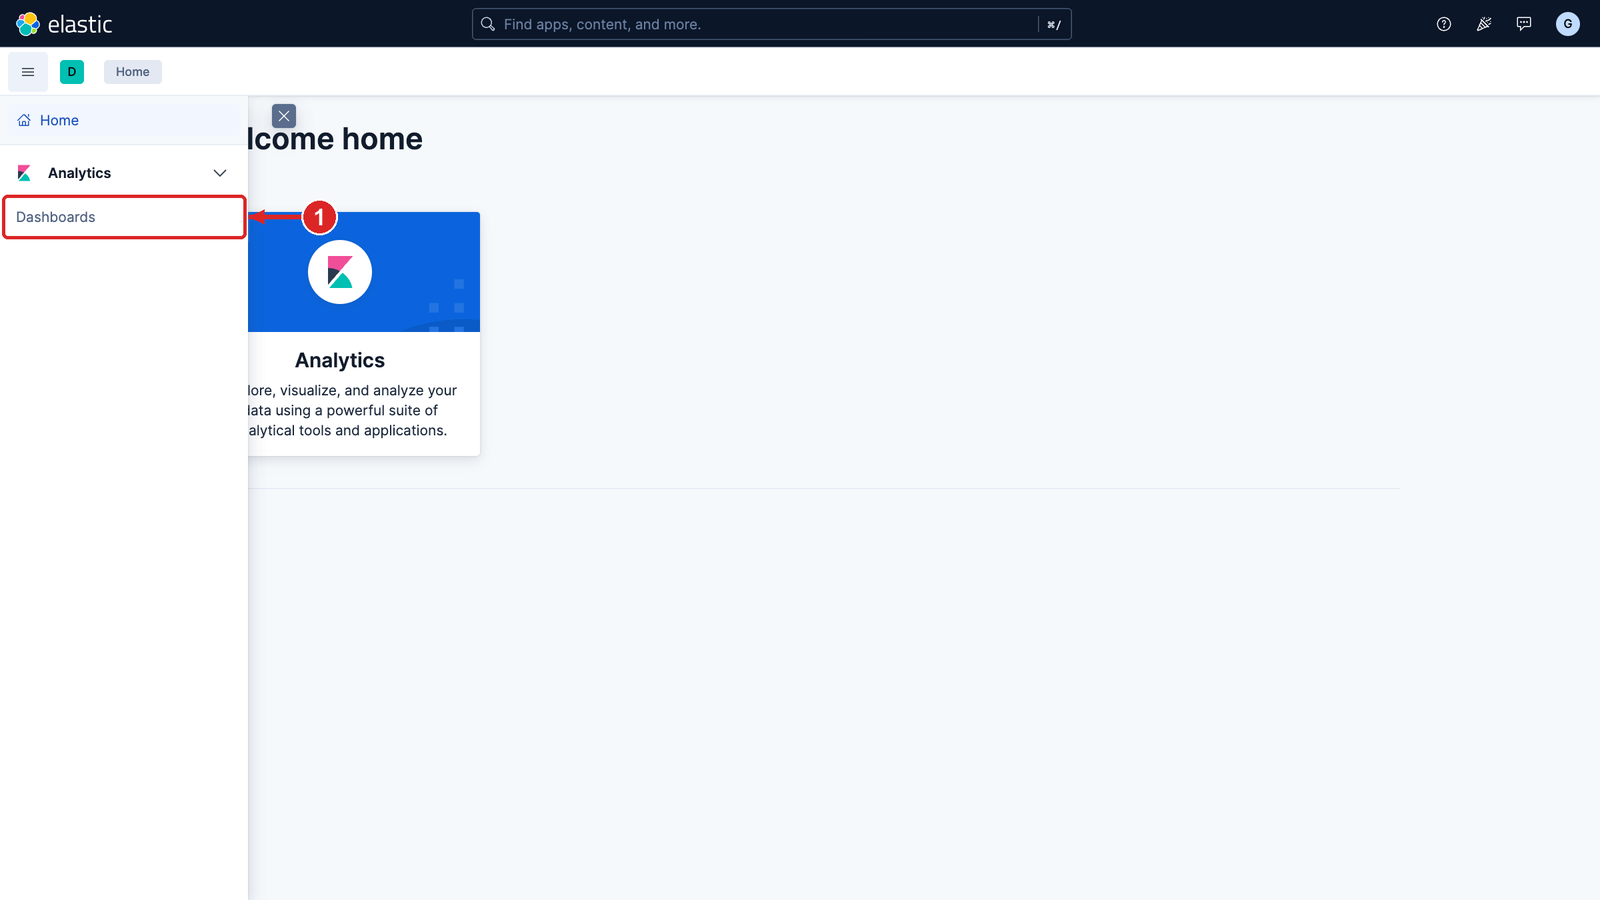 elastic
Find apps, content, and more.
⌘/
G
D
Home
Home
lcome home
Analytics
Dashboards
1
Analytics
lore, visualize, and analyze your
data using a powerful suite of
alytical tools and applications.